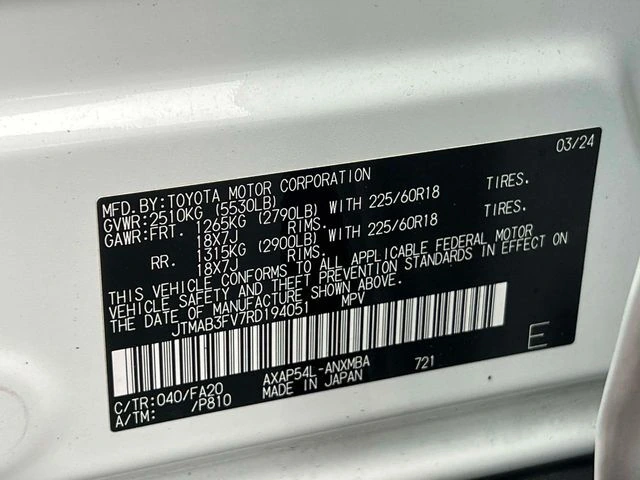 03/24
MFD.BY:TOYOTA MOTOR CORPORATION
GVWR:2510KG (5530LB)
GAWR:FRT. 1265KG (2790LB) WITH 225/60R18 TIRES.
18X7J RIMS.
RR. 1315KG (2900LB) WITH 225/60R18 TIRES.
18X7J RIMS.
THIS VEHICLE CONFORMS TO ALL APPLICABLE FEDERAL MOTOR
VEHICLE SAFETY AND THEFT PREVENTION STANDARDS IN EFFECT ON
THE DATE OF MANUFACTURE SHOWN ABOVE.
JTMAB3FV7RD194051 MPV
C/TR:040/FA20 AXAP54L-ANXMBA 721 E
A/TM: /P810 MADE IN JAPAN